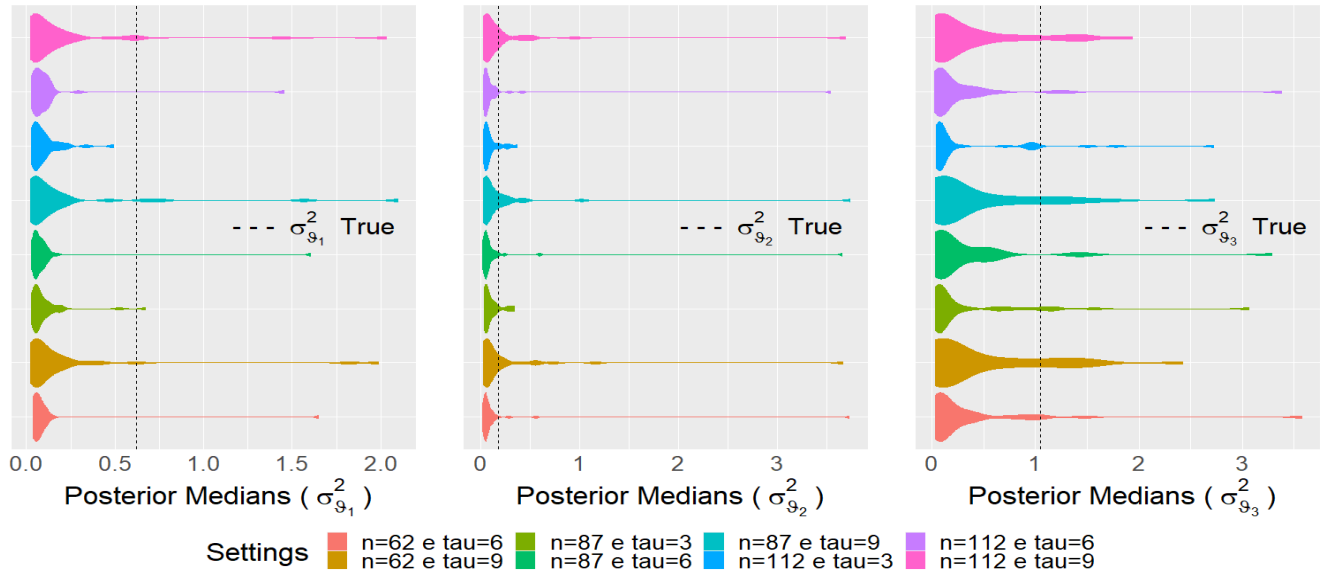 - - - σ²ϑ₁ True
- - - σ²ϑ₂ True
- - - σ²ϑ₃ True
0.0 0.5 1.0 1.5 2.0
0 1 2 3
0 1 2 3
Posterior Medians ( σ²ϑ₁ )
Posterior Medians ( σ²ϑ₂ )
Posterior Medians ( σ²ϑ₃ )
Settings
n=62 e tau=6 n=87 e tau=3 n=87 e tau=9 n=112 e tau=6
n=62 e tau=9 n=87 e tau=6 n=112 e tau=3 n=112 e tau=9